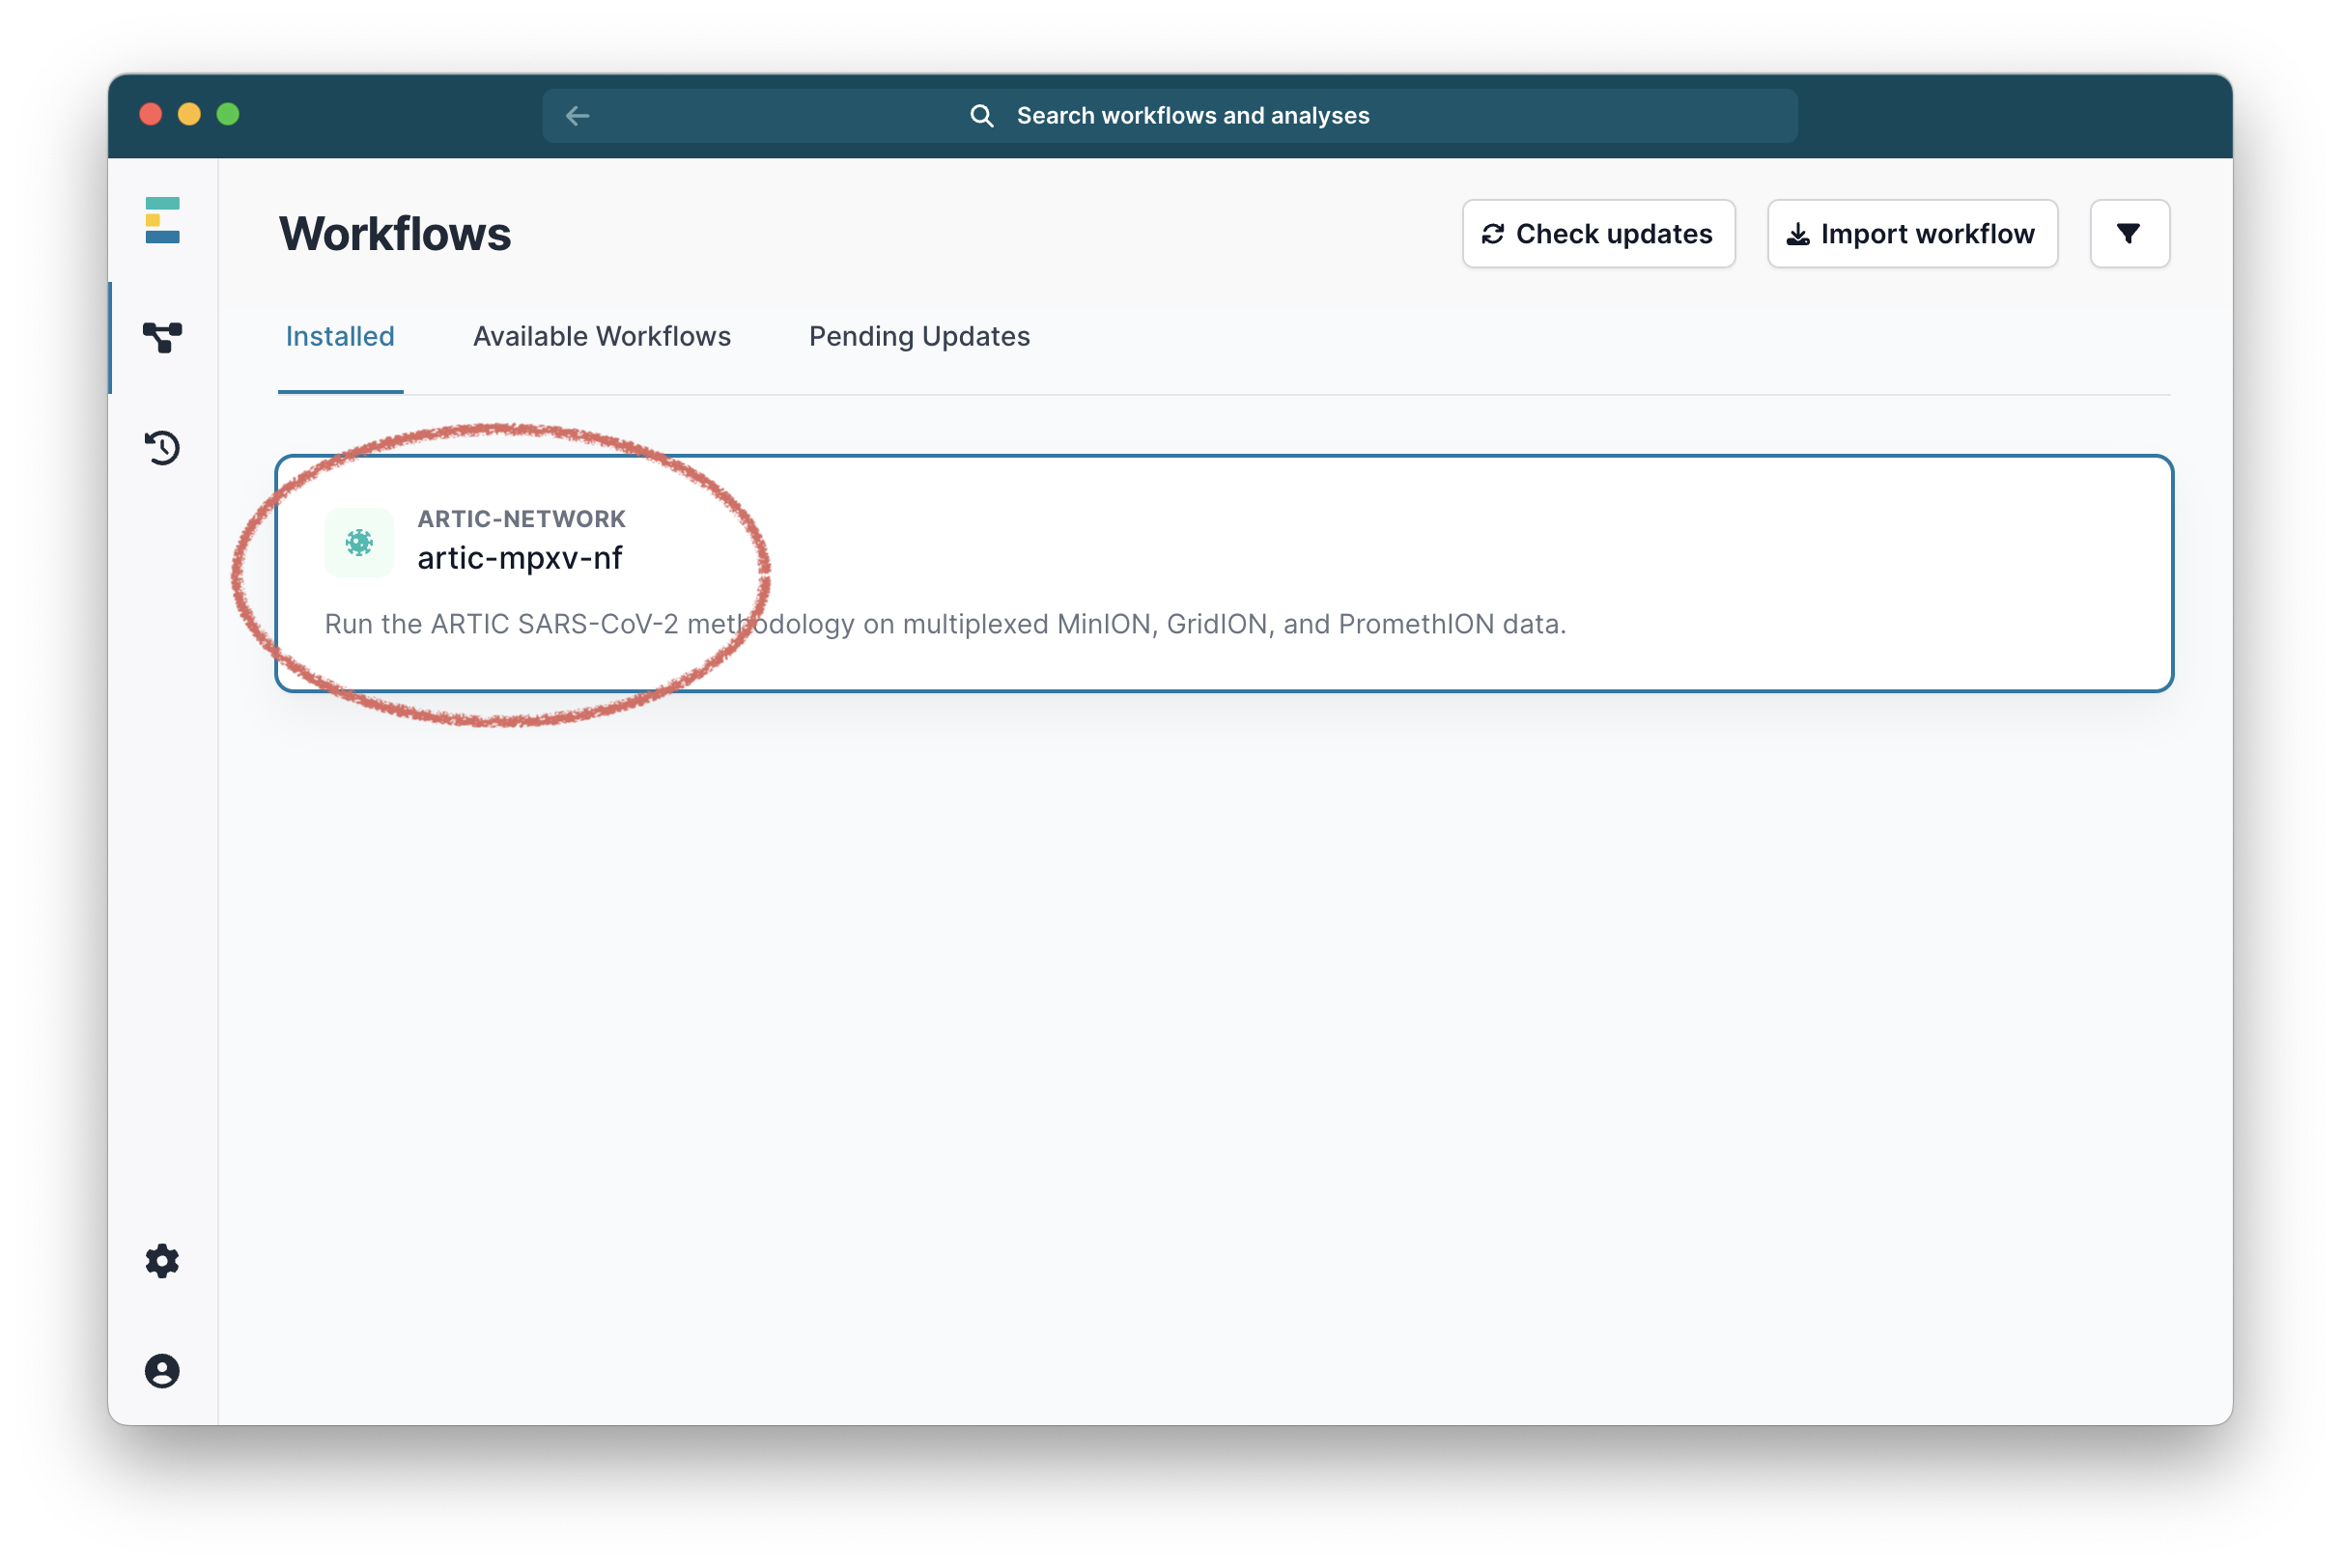 Search workflows and analyses
Workflows
Check updates
Import workflow
Installed
Available Workflows
Pending Updates
ARTIC-NETWORK
artic-mpxv-nf
Run the ARTIC SARS-CoV-2 methodology on multiplexed MinION, GridION, and PromethION data.